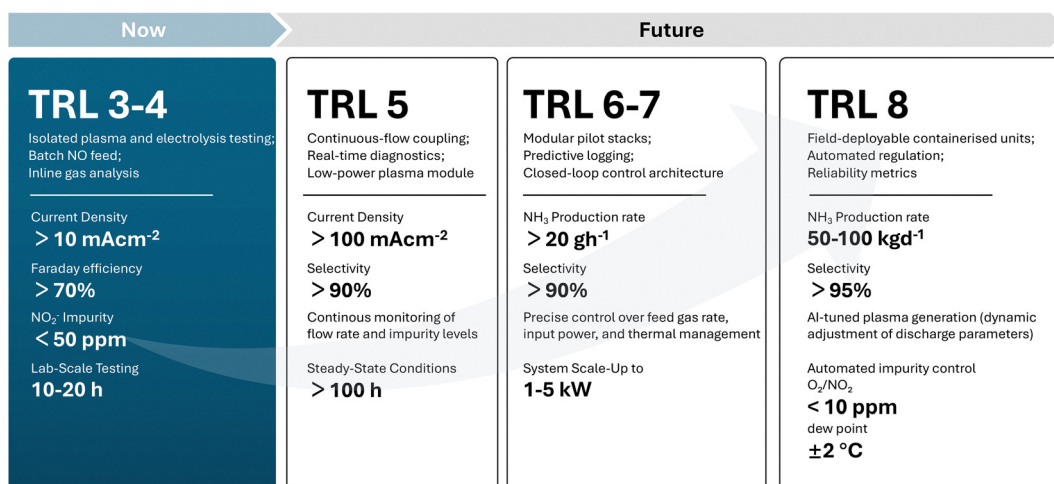 Now
Future
TRL 3-4
Isolated plasma and electrolysis testing;
Batch NO feed;
Inline gas analysis
Current Density
> 10 mAcm⁻²
Faraday efficiency
> 70%
NO₂⁻ Impurity
< 50 ppm
Lab-Scale Testing
10-20 h
TRL 5
Continuous-flow coupling;
Real-time diagnostics;
Low-power plasma module
Current Density
> 100 mAcm⁻²
Selectivity
> 90%
Continous monitoring of
flow rate and impurity levels
Steady-State Conditions
> 100 h
TRL 6-7
Modular pilot stacks;
Predictive logging;
Closed-loop control architecture
NH₃ Production rate
> 20 gh⁻¹
Selectivity
> 90%
Precise control over feed gas rate,
input power, and thermal management
System Scale-Up to
1-5 kW
TRL 8
Field-deployable containerised units;
Automated regulation;
Reliability metrics
NH₃ Production rate
50-100 kgd⁻¹
Selectivity
> 95%
AI-tuned plasma generation (dynamic
adjustment of discharge parameters)
Automated impurity control
O₂/NO₂
< 10 ppm
dew point
±2 °C